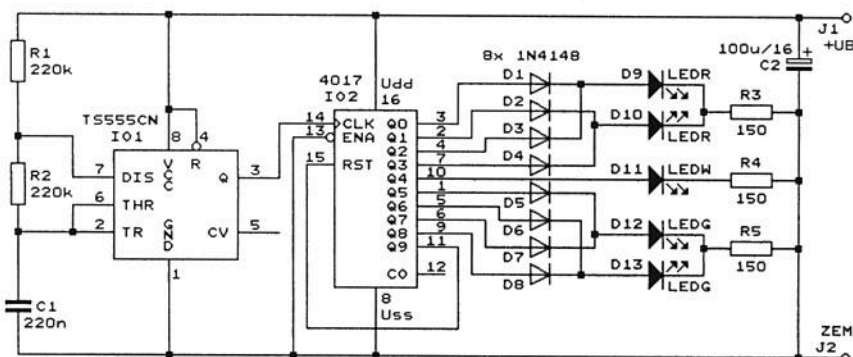 R1
220k
R2
220k
C1
220n
TS555CN
IO1
8
4
VCC
R
7
DIS
Q
3
6
THR
2
TR
GND
CV
5
1
4017
IO2
Udd
16
14
CLK
13
ENA
15
RST
Q0
3
Q1
2
Q2
4
Q3
7
Q4
10
Q5
1
Q6
5
Q7
6
Q8
9
Q9
11
CO
12
8
Uss
8x 1N4148
D1
D2
D3
D4
D5
D6
D7
D8
D9
LEDR
D10
LEDR
D11
LEDW
D12
LEDG
D13
LEDG
R3
150
R4
150
R5
150
100u/16
+
C2
J1
+UB
ZEM
J2